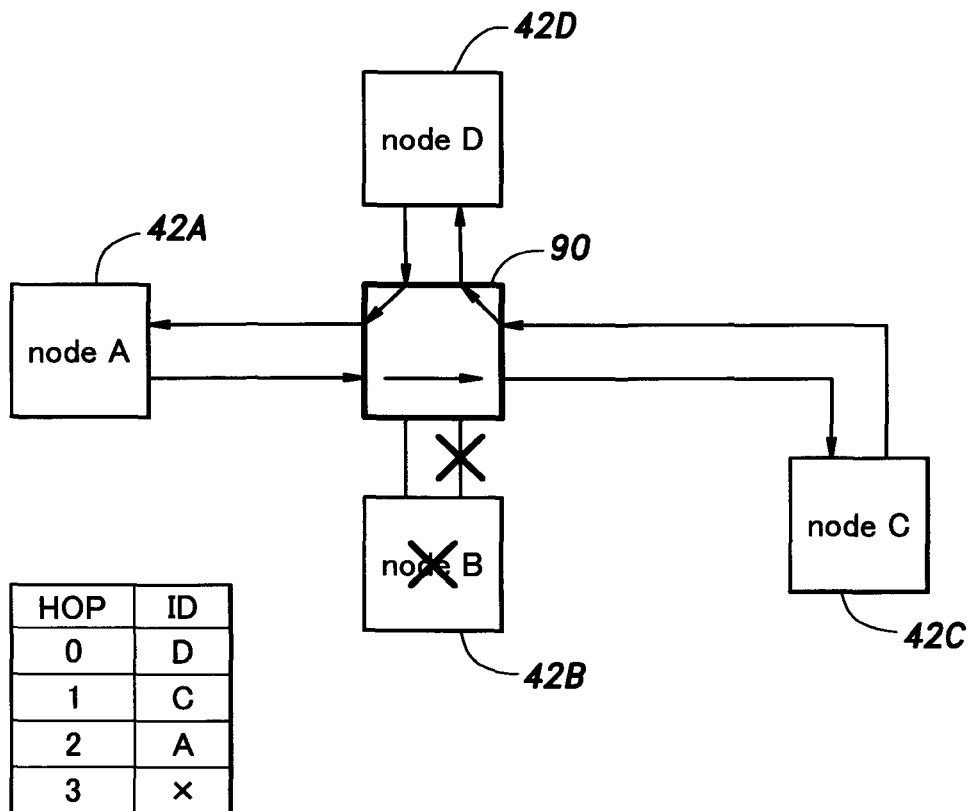 42D
node D
42A
90
node A
node C
node B
42C
42B
HOP ID
0 D
1 C
2 A
3 ×